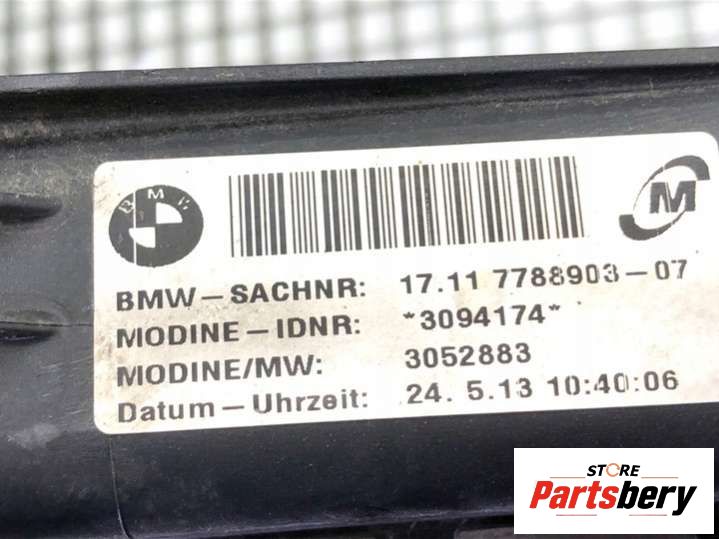 BMW
M
BMW-SACHNR: 17.11 7788903-07
MODINE-IDNR: *3094174*
MODINE/MW: 3052883
Datum-Uhrzeit: 24. 5.13 10:40:06
STORE
Partsbery